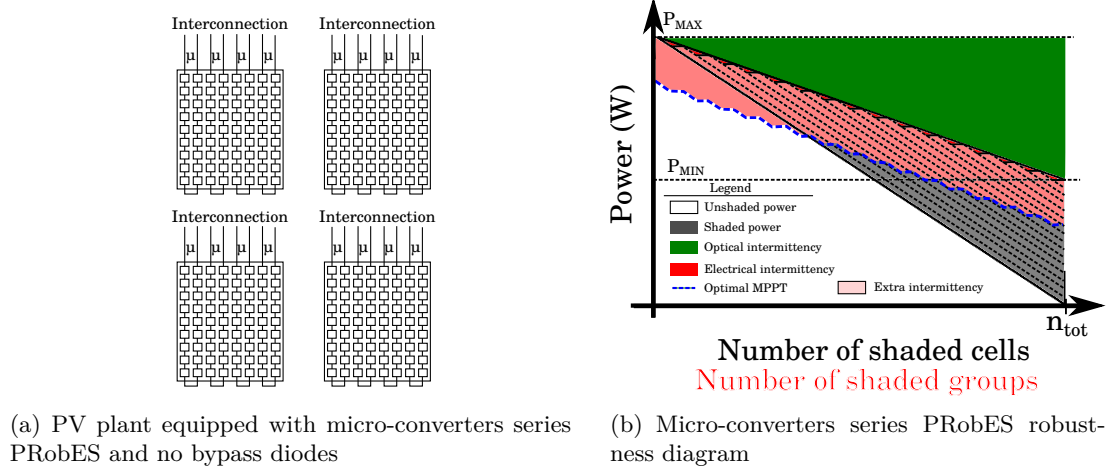 Interconnection
Interconnection
μ μ μ μ
μ μ μ μ
Interconnection
Interconnection
μ μ μ μ
μ μ μ μ
(a) PV plant equipped with micro-converters series
PRobES and no bypass diodes
PMAX
Power (W)
PMIN
Legend
Unshaded power
Shaded power
Optical intermittency
Electrical intermittency
Optimal MPPT
Extra intermittency
ntot
Number of shaded cells
Number of shaded groups
(b) Micro-converters series PRobES robust-
ness diagram